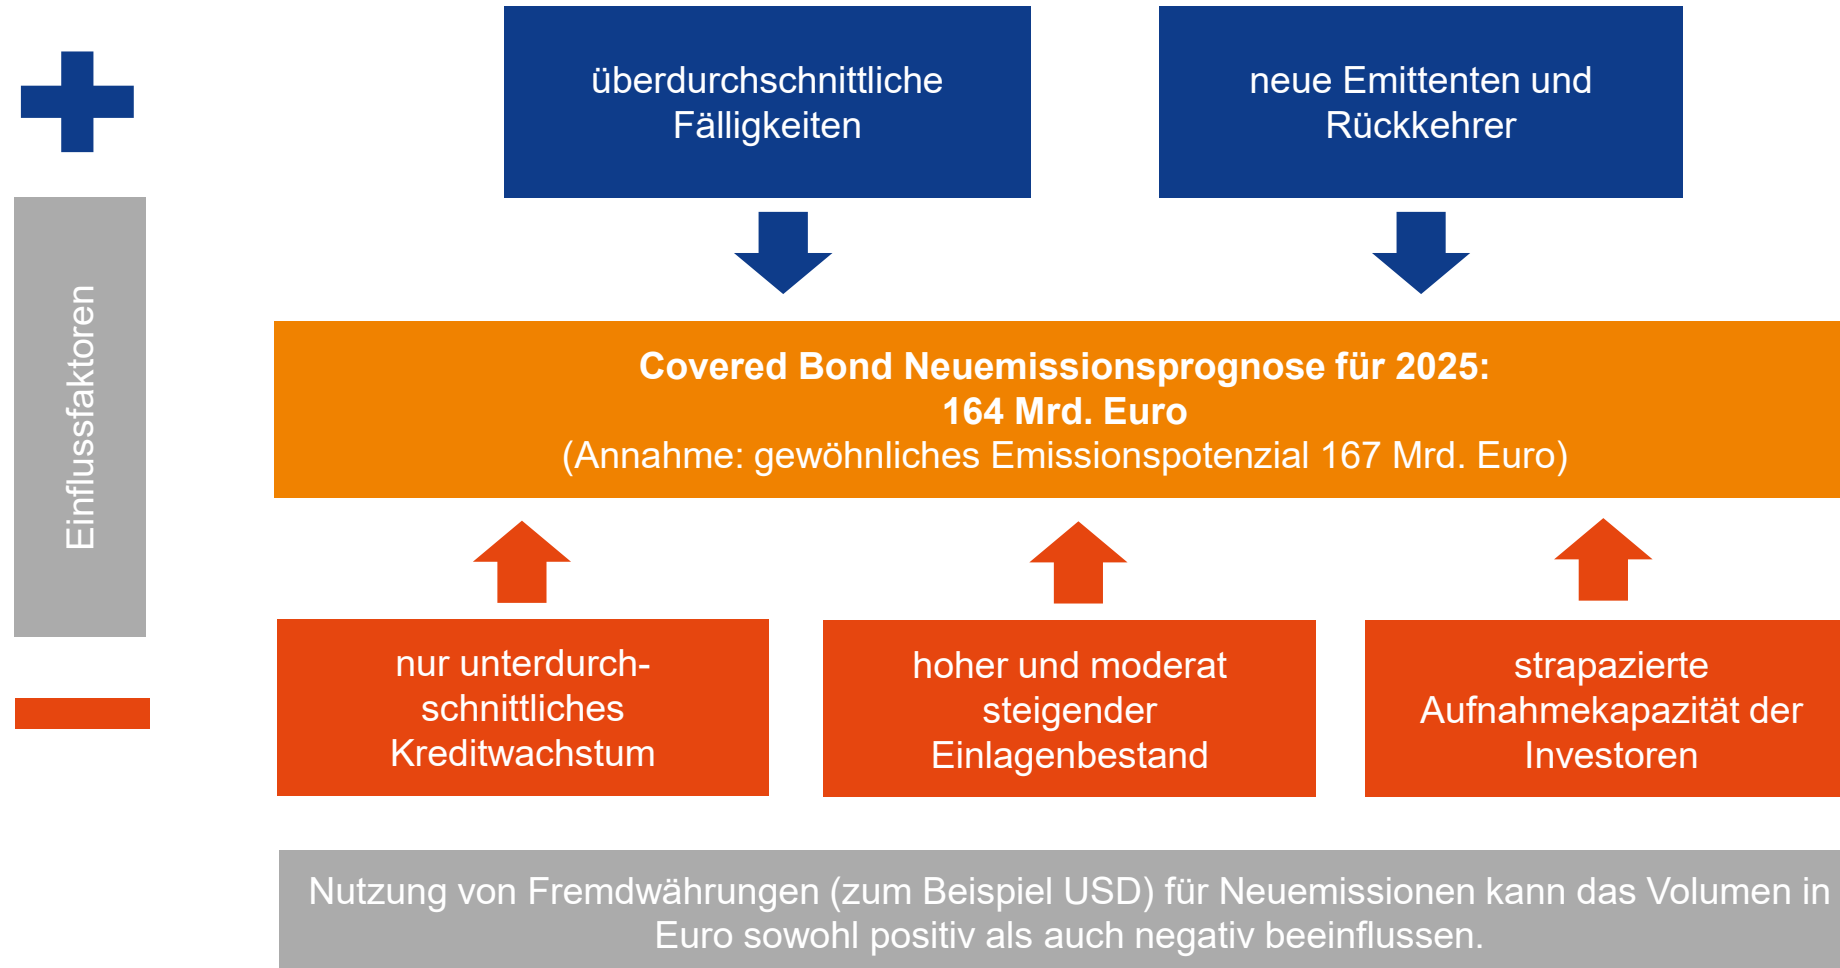 überdurchschnittliche
Fälligkeiten
neue Emittenten und
Rückkehrer
Einflussfaktoren
Covered Bond Neuemissionsprognose für 2025:
164 Mrd. Euro
(Annahme: gewöhnliches Emissionspotenzial 167 Mrd. Euro)
nur unterdurch-
schnittliches
Kreditwachstum
hoher und moderat
steigender
Einlagenbestand
strapazierte
Aufnahmekapazität der
Investoren
Nutzung von Fremdwährungen (zum Beispiel USD) für Neuemissionen kann das Volumen in
Euro sowohl positiv als auch negativ beeinflussen.